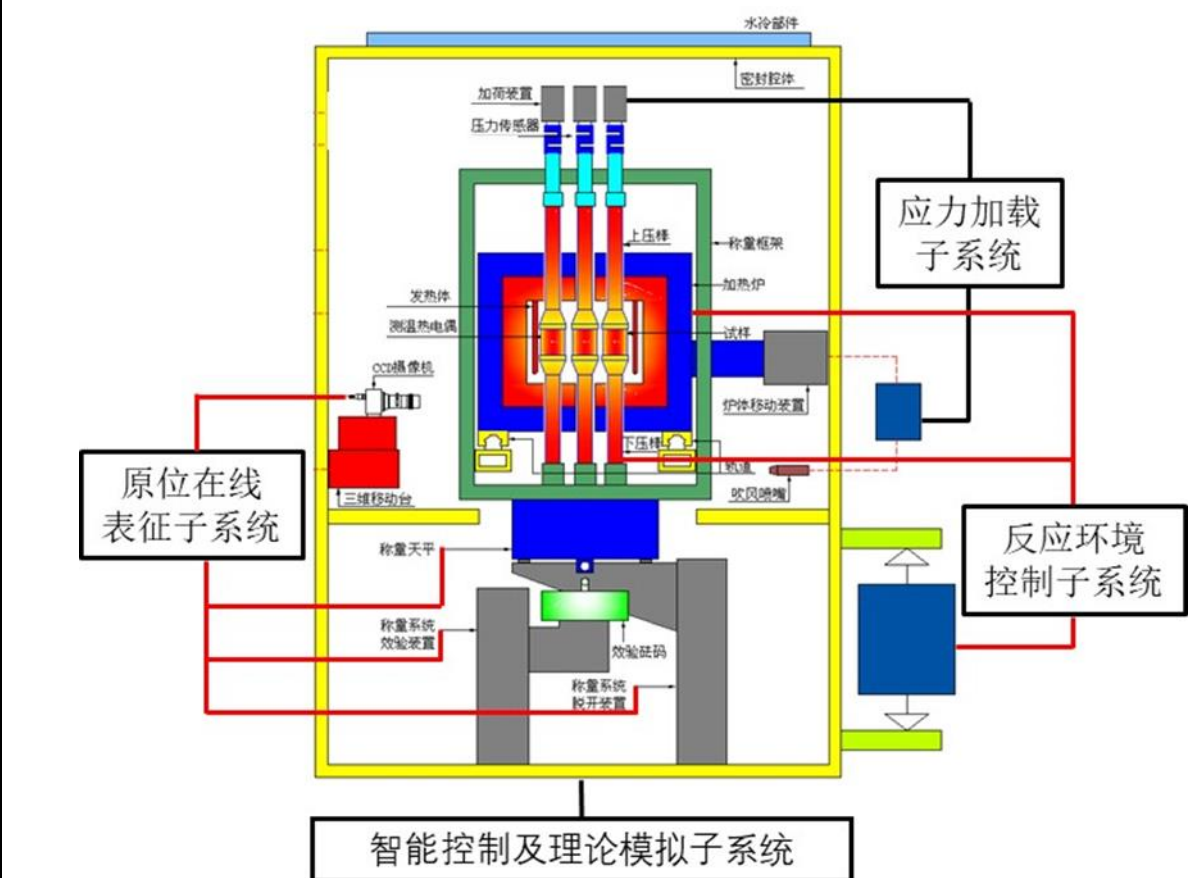 水冷部件
密封腔体
加荷装置
压力传感器
应力加载
子系统
上压棒
称量框架
加热炉
发热体
测温热电偶
试样
CCD摄像机
炉体移动装置
原位在线
表征子系统
下压棒
轨道
吹风喷嘴
三维移动台
反应环境
控制子系统
称量天平
称量系统
效验装置
效验砝码
称量系统
脱开装置
智能控制及理论模拟子系统